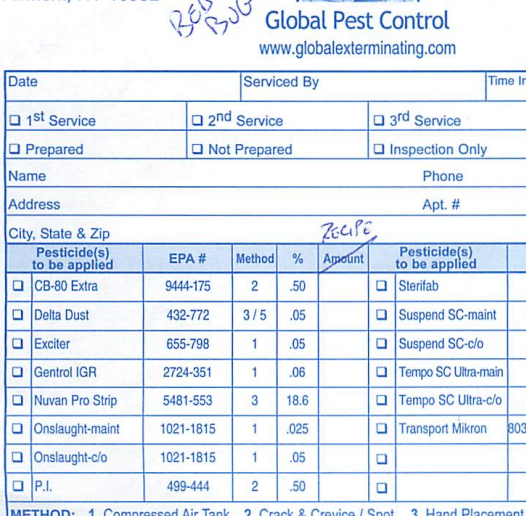 BED
BUG
Global Pest Control
www.globalexterminating.com
Date Serviced By Time In
❑ 1st Service ❑ 2nd Service ❑ 3rd Service
❑ Prepared ❑ Not Prepared ❑ Inspection Only
Name Phone
Address Apt. #
City, State & Zip RECIPE
Pesticide(s) to be applied EPA # Method % Amount Pesticide(s) to be applied
❑ CB-80 Extra 9444-175 2 .50 ❑ Sterifab
❑ Delta Dust 432-772 3 / 5 .05 ❑ Suspend SC-maint
❑ Exciter 655-798 1 .05 ❑ Suspend SC-c/o
❑ Gentrol IGR 2724-351 1 .06 ❑ Tempo SC Ultra-main
❑ Nuvan Pro Strip 5481-553 3 18.6 ❑ Tempo SC Ultra-c/o
❑ Onslaught-maint 1021-1815 1 .025 ❑ Transport Mikron 803
❑ Onslaught-c/o 1021-1815 1 .05 ❑
❑ P.I. 499-444 2 .50 ❑
METHOD: 1. Compressed Air Tank 2. Crack & Crevice / Spot 3. Hand Placement